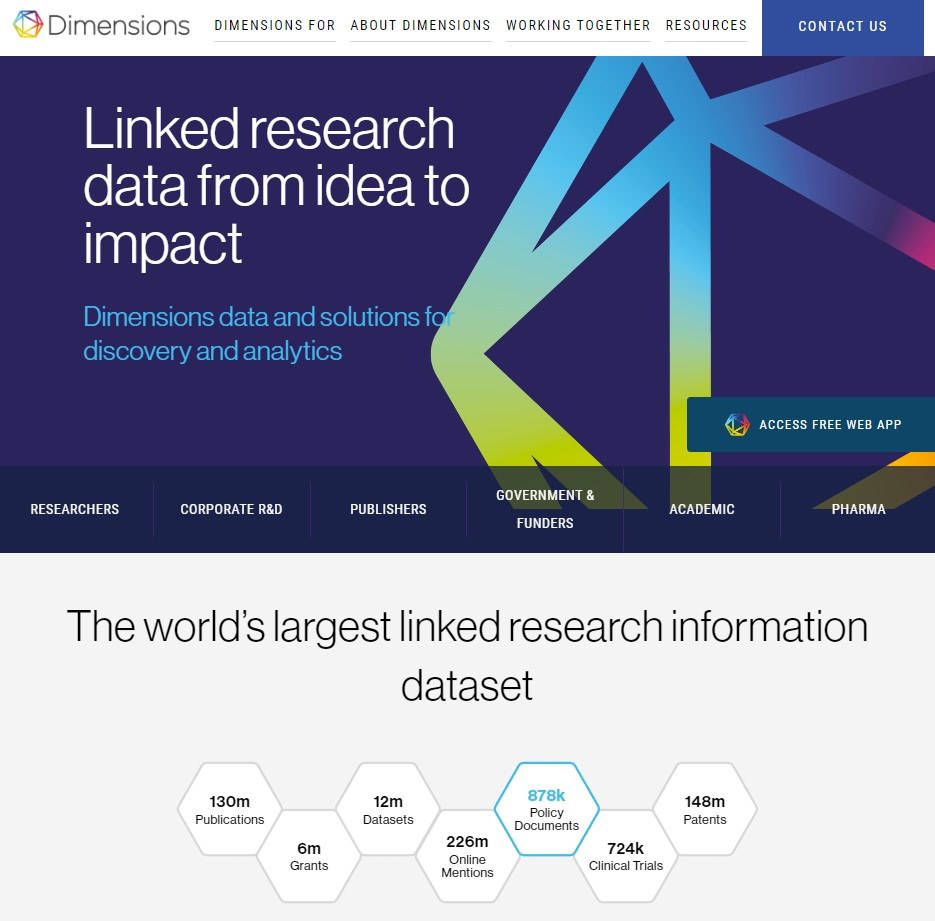 Dimensions
DIMENSIONS FOR
ABOUT DIMENSIONS
WORKING TOGETHER
RESOURCES
CONTACT US
Linked research
data from idea to
impact
Dimensions data and solutions for
discovery and analytics
ACCESS FREE WEB APP
RESEARCHERS
CORPORATE R&D
PUBLISHERS
GOVERNMENT &
FUNDERS
ACADEMIC
PHARMA
The world's largest linked research information
dataset
130m
Publications
6m
Grants
12m
Datasets
226m
Online
Mentions
878k
Policy
Documents
724k
Clinical Trials
148m
Patents